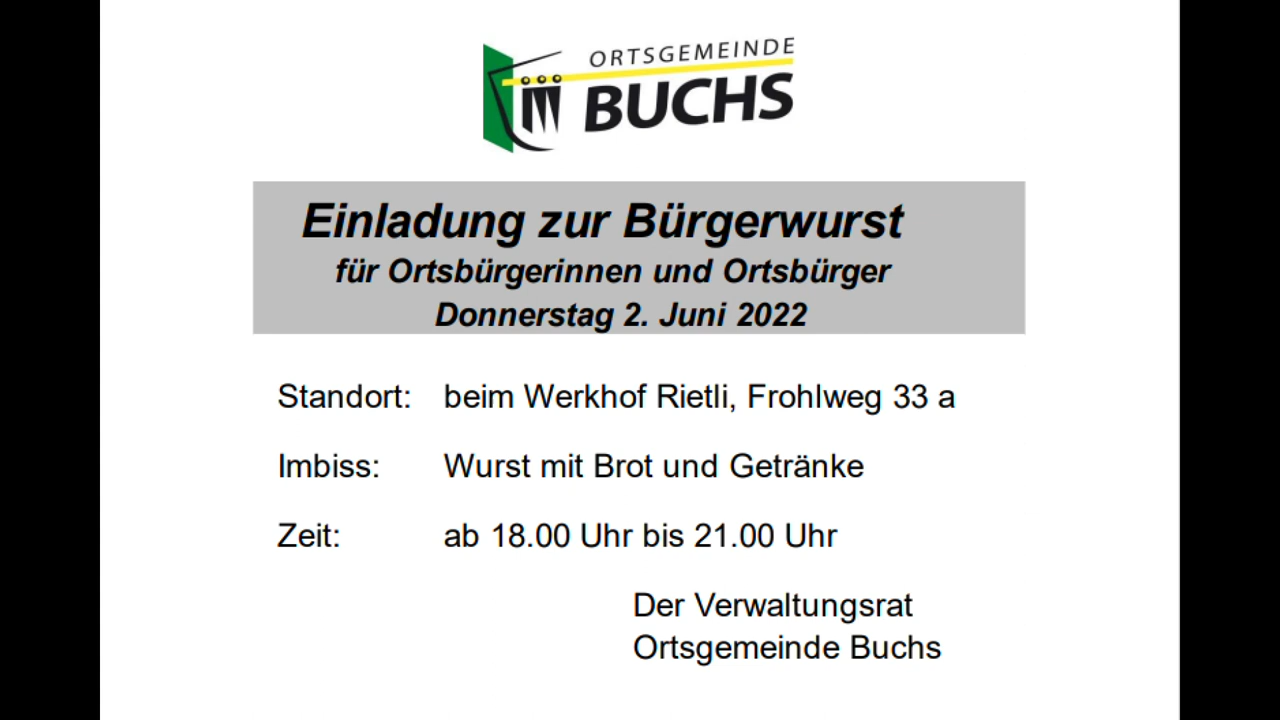 ORTSGEMEINDE
BUCHS
Einladung zur Bürgerwurst
für Ortsbürgerinnen und Ortsbürger
Donnerstag 2. Juni 2022
Standort: beim Werkhof Rietli, Frohlweg 33 a
Imbiss: Wurst mit Brot und Getränke
Zeit: ab 18.00 Uhr bis 21.00 Uhr
Der Verwaltungsrat
Ortsgemeinde Buchs